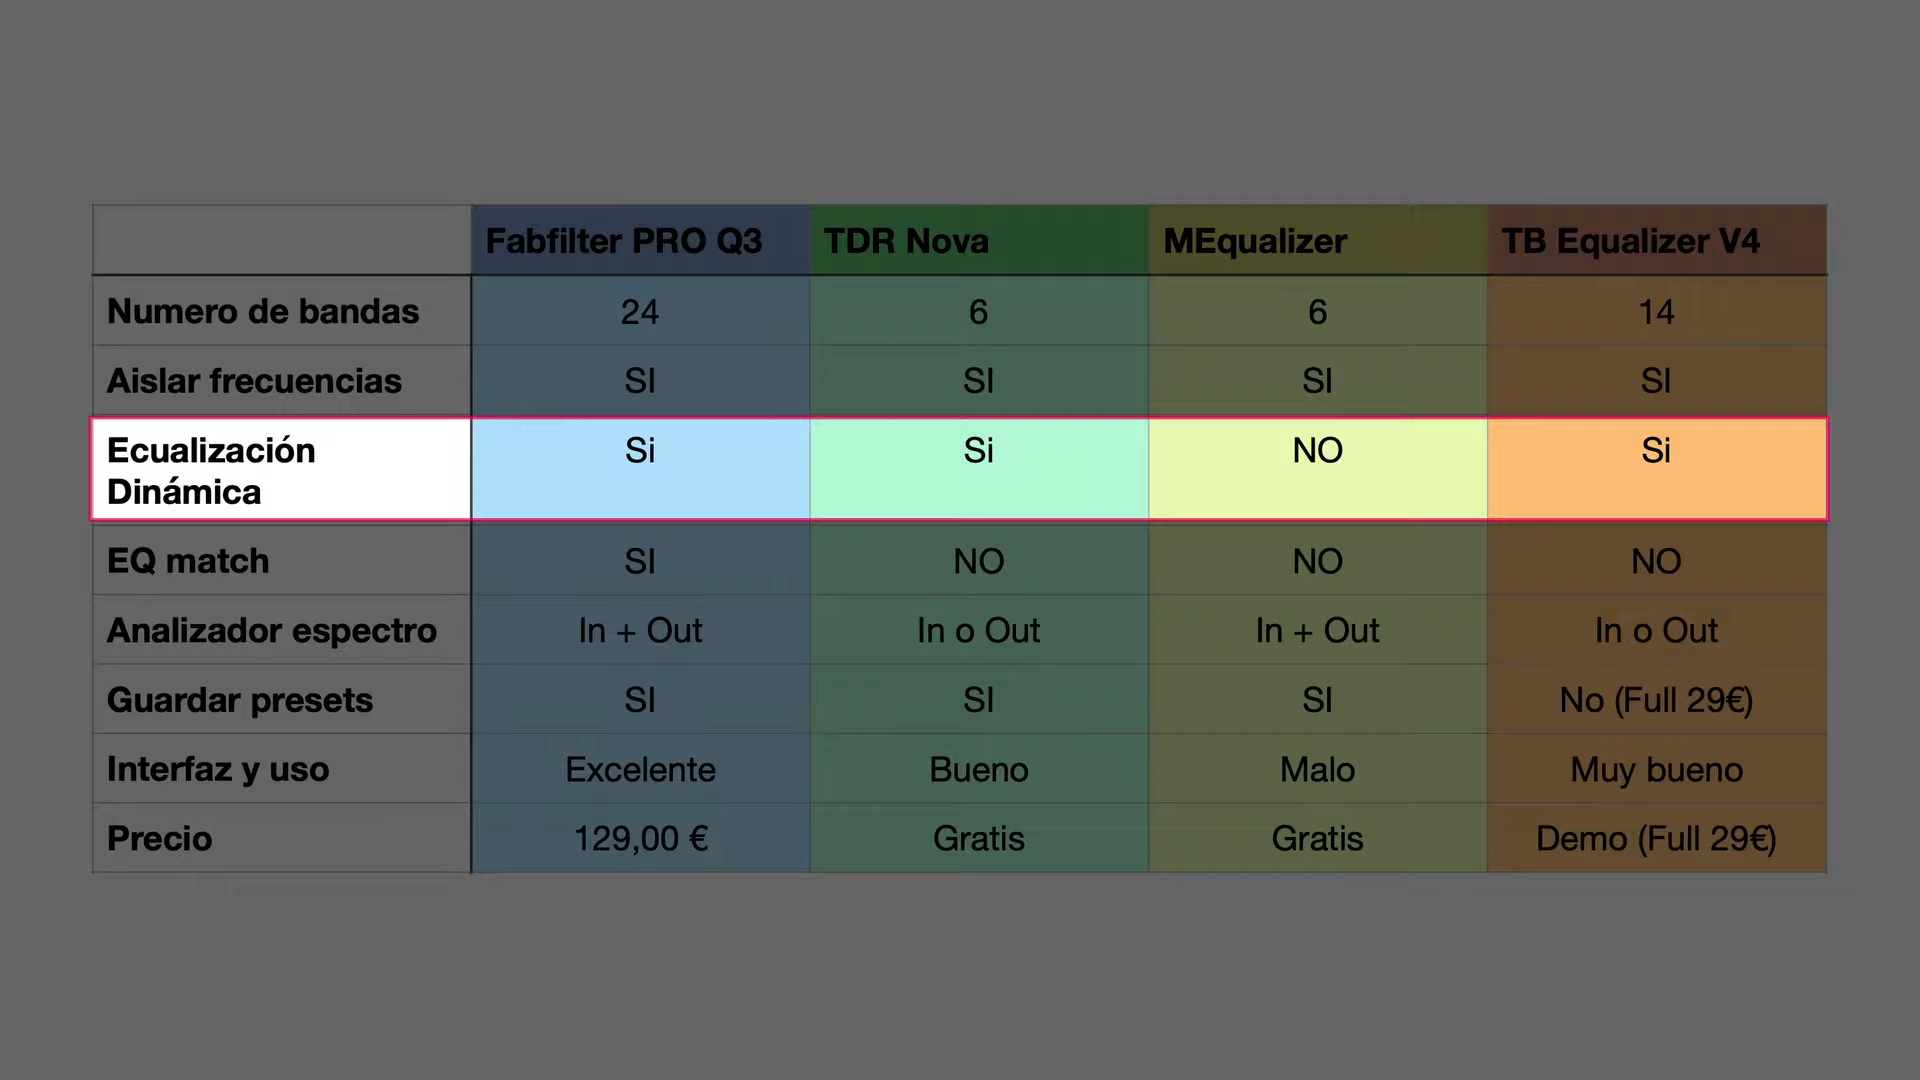 Fabfilter PRO Q3 TDR Nova MEqualizer TB Equalizer V4
Numero de bandas 24 6 6 14
Aislar frecuencias SI SI SI SI
Ecualización Si Si NO Si
Dinámica
EQ match SI NO NO NO
Analizador espectro In + Out In o Out In + Out In o Out
Guardar presets SI SI SI No (Full 29€)
Interfaz y uso Excelente Bueno Malo Muy bueno
Precio 129,00 € Gratis Gratis Demo (Full 29€)